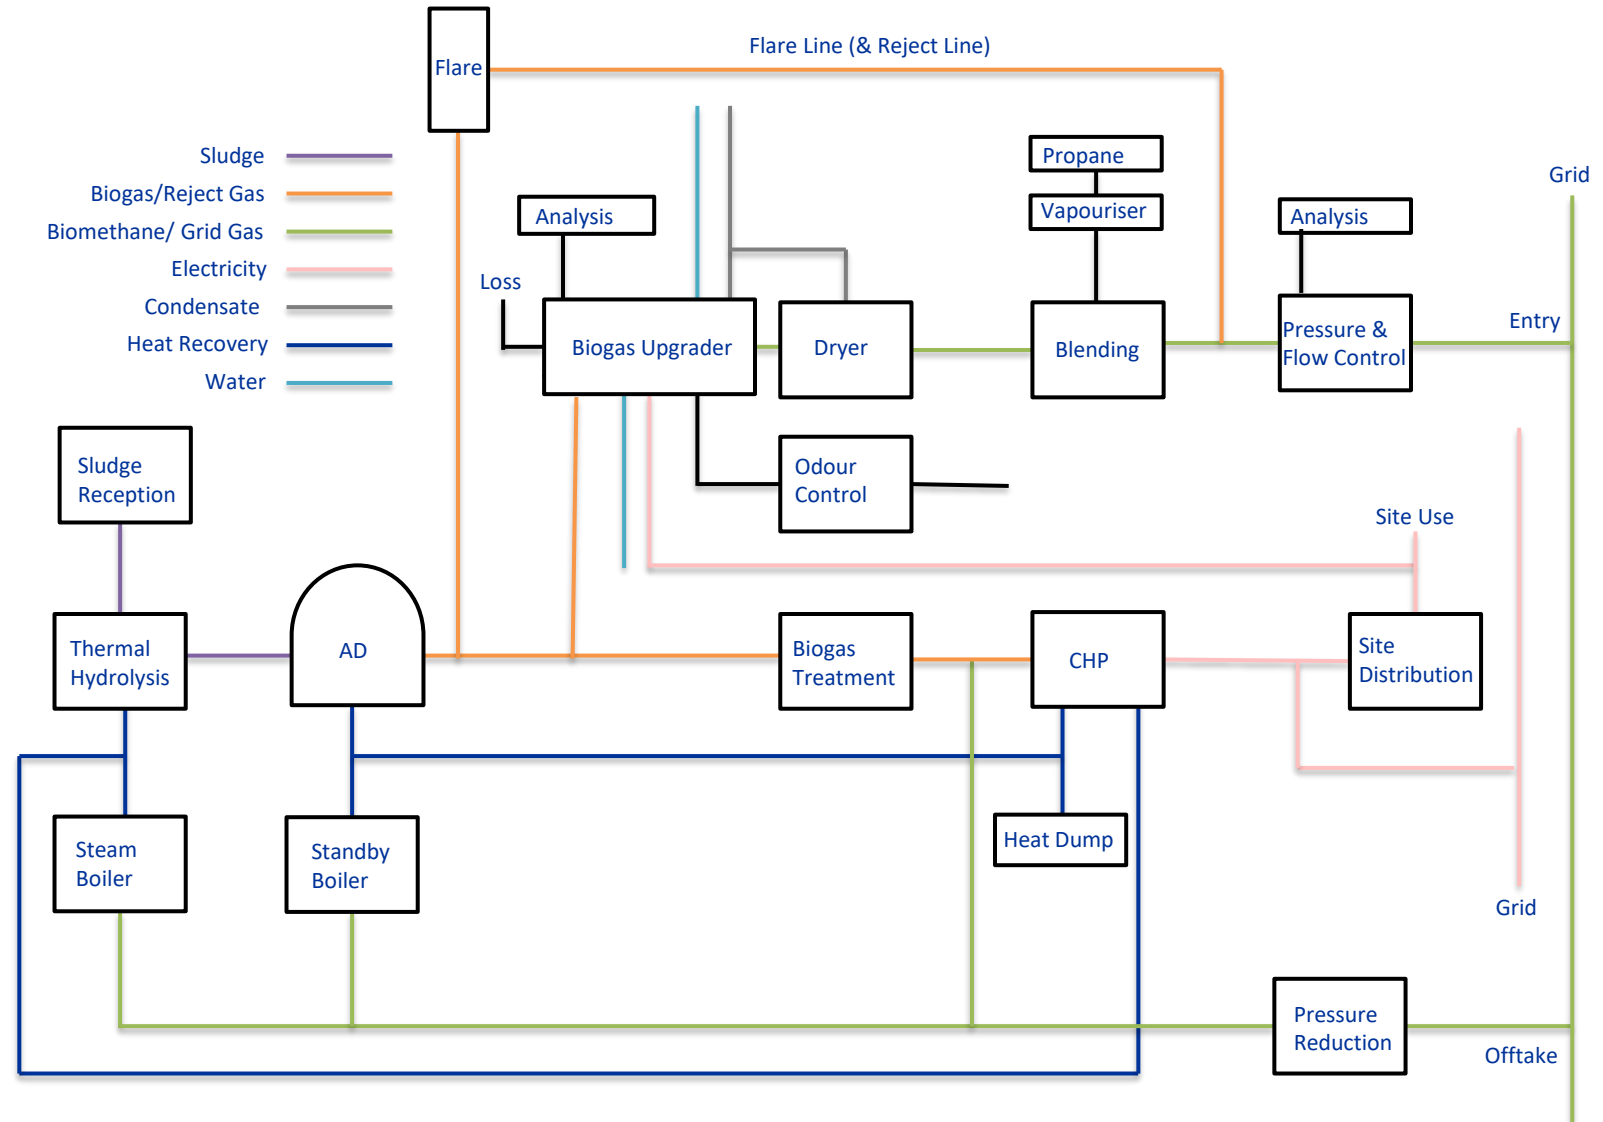 Flare Line (& Reject Line)
Flare
Sludge
Biogas/Reject Gas
Biomethane/ Grid Gas
Electricity
Condensate
Heat Recovery
Water
Propane
Vapouriser
Grid
Analysis
Analysis
Loss
Biogas Upgrader
Dryer
Blending
Pressure &
Flow Control
Entry
Sludge
Reception
Odour
Control
Site Use
Thermal
Hydrolysis
AD
Biogas
Treatment
CHP
Site
Distribution
Steam
Boiler
Standby
Boiler
Heat Dump
Grid
Pressure
Reduction
Offtake